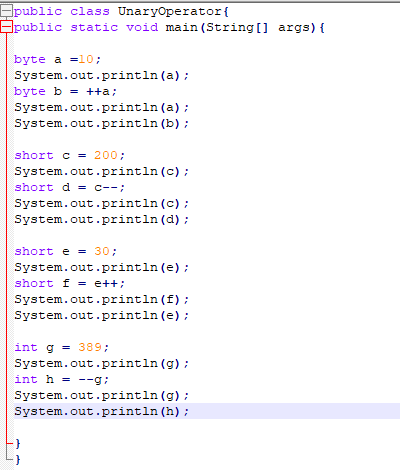 public class UnaryOperator{
public static void main(String[] args){
byte a =10;
System.out.println(a);
byte b = ++a;
System.out.println(a);
System.out.println(b);
short c = 200;
System.out.println(c);
short d = c--;
System.out.println(c);
System.out.println(d);
short e = 30;
System.out.println(e);
short f = e++;
System.out.println(f);
System.out.println(e);
int g = 389;
System.out.println(g);
int h = --g;
System.out.println(g);
System.out.println(h);
}
}